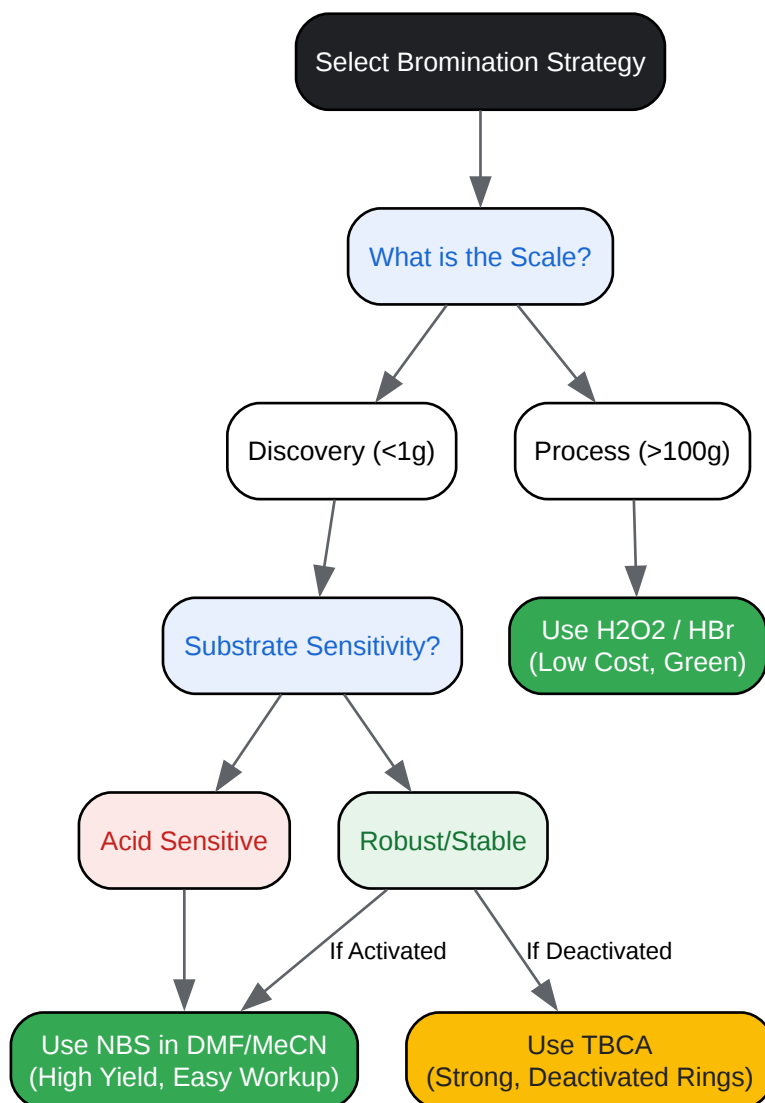 Select Bromination Strategy
What is the Scale?
Discovery (<1g)
Process (>100g)
Substrate Sensitivity?
Use H2O2 / HBr
(Low Cost, Green)
Acid Sensitive
Robust/Stable
If Activated
If Deactivated
Use NBS in DMF/MeCN
(High Yield, Easy Workup)
Use TBCA
(Strong, Deactivated Rings)